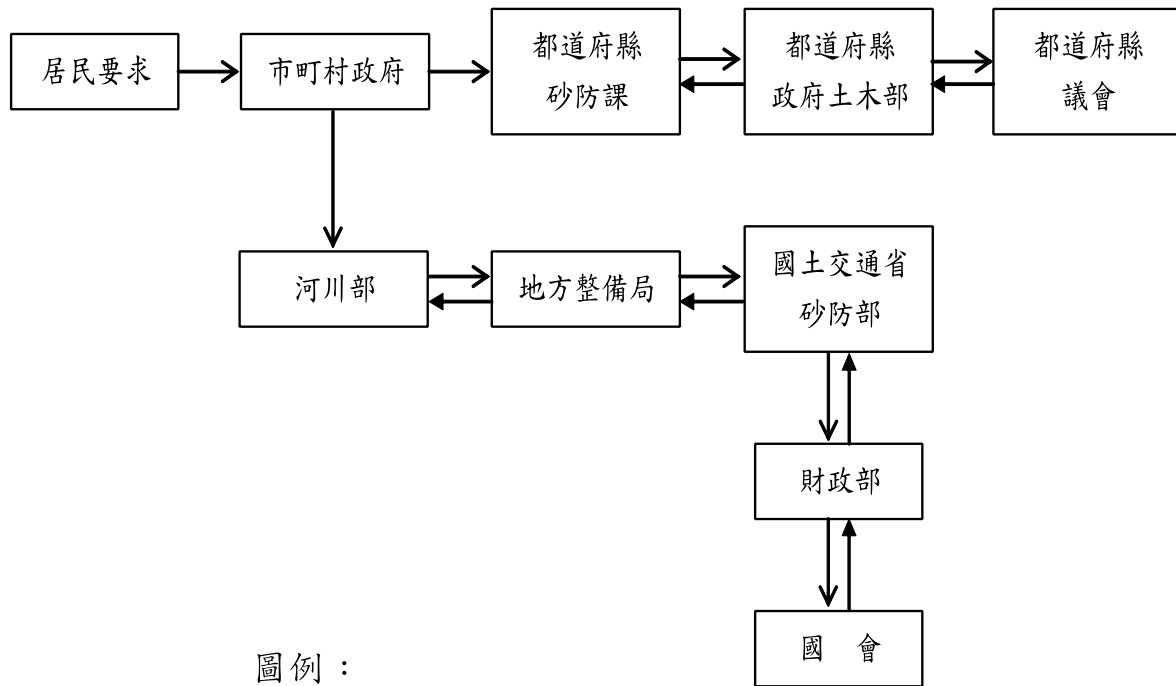 居民要求
市町村政府
都道府縣
砂防課
都道府縣
政府土木部
都道府縣
議會
河川部
地方整備局
國土交通省
砂防部
財政部
國 會
圖例：